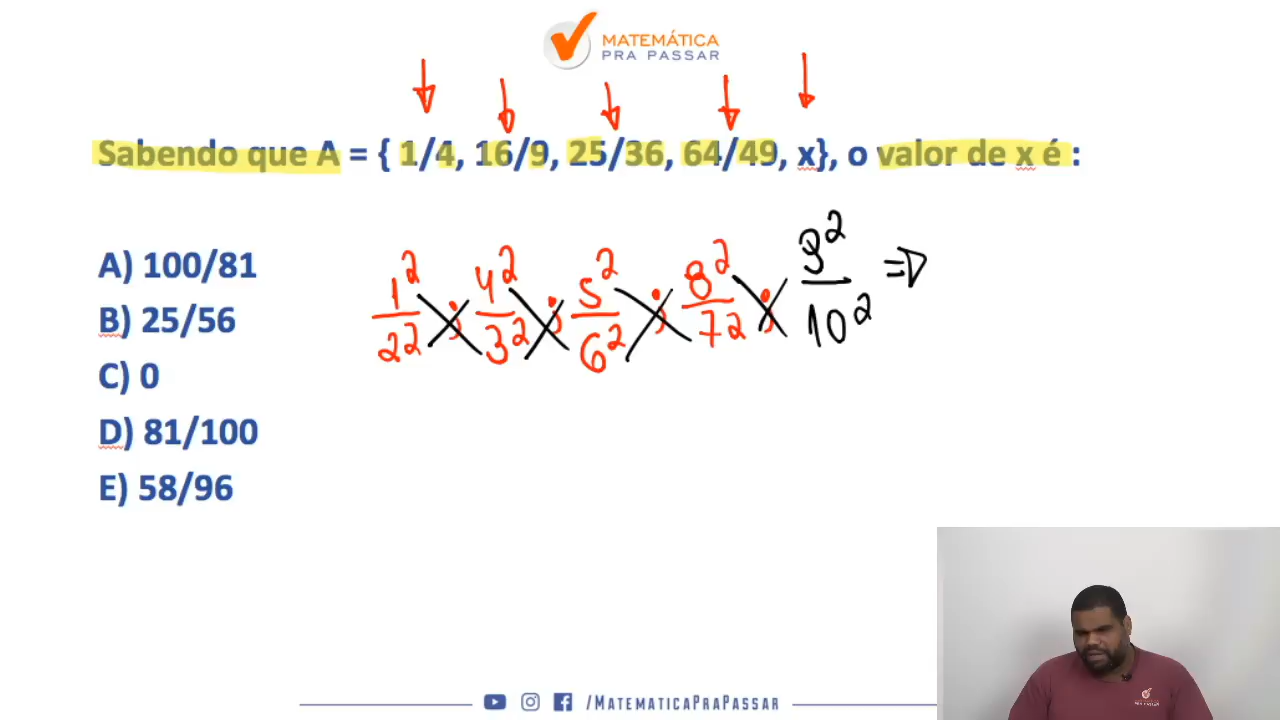 MATEMÁTICA
PRA PASSAR
Sabendo que A = { 1/4, 16/9, 25/36, 64/49, x}, o valor de x é :
1²/2² ; 4²/3² ; 5²/6² ; 8²/7² ; 9²/10² ⇒
A) 100/81
B) 25/56
C) 0
D) 81/100
E) 58/96
/MATEMATICAPRAPASSAR